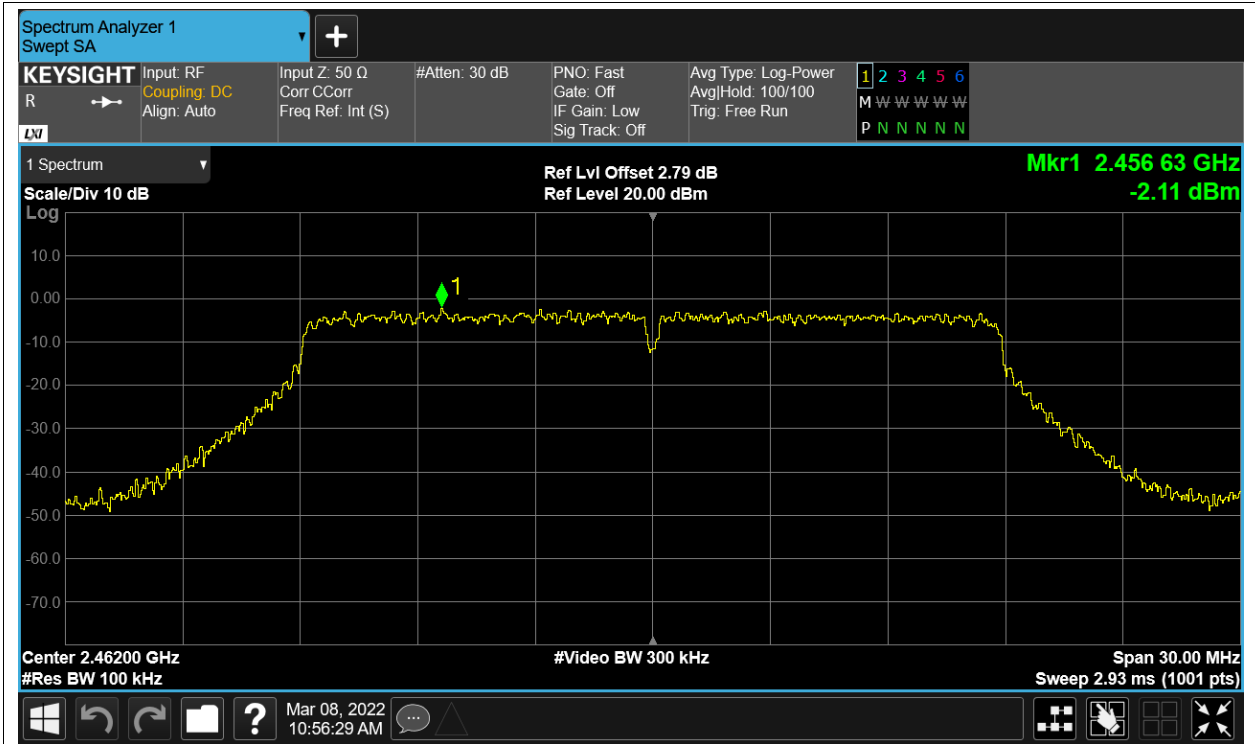 Spectrum Analyzer 1
Swept SA
KEYSIGHT
R
LXI
Input: RF
Coupling: DC
Align: Auto
Input Z: 50 Ω
Corr CCorr
Freq Ref: Int (S)
#Atten: 30 dB
PNO: Fast
Gate: Off
IF Gain: Low
Sig Track: Off
Avg Type: Log-Power
Avg|Hold: 100/100
Trig: Free Run
1 2 3 4 5 6
M W W W W W
P N N N N N
1 Spectrum
Scale/Div 10 dB
Log
Ref Lvl Offset 2.79 dB
Ref Level 20.00 dBm
Mkr1 2.456 63 GHz
-2.11 dBm
10.0
0.00
-10.0
-20.0
-30.0
-40.0
-50.0
-60.0
-70.0
1
Center 2.46200 GHz
#Res BW 100 kHz
#Video BW 300 kHz
Span 30.00 MHz
Sweep 2.93 ms (1001 pts)
?
Mar 08, 2022
10:56:29 AM